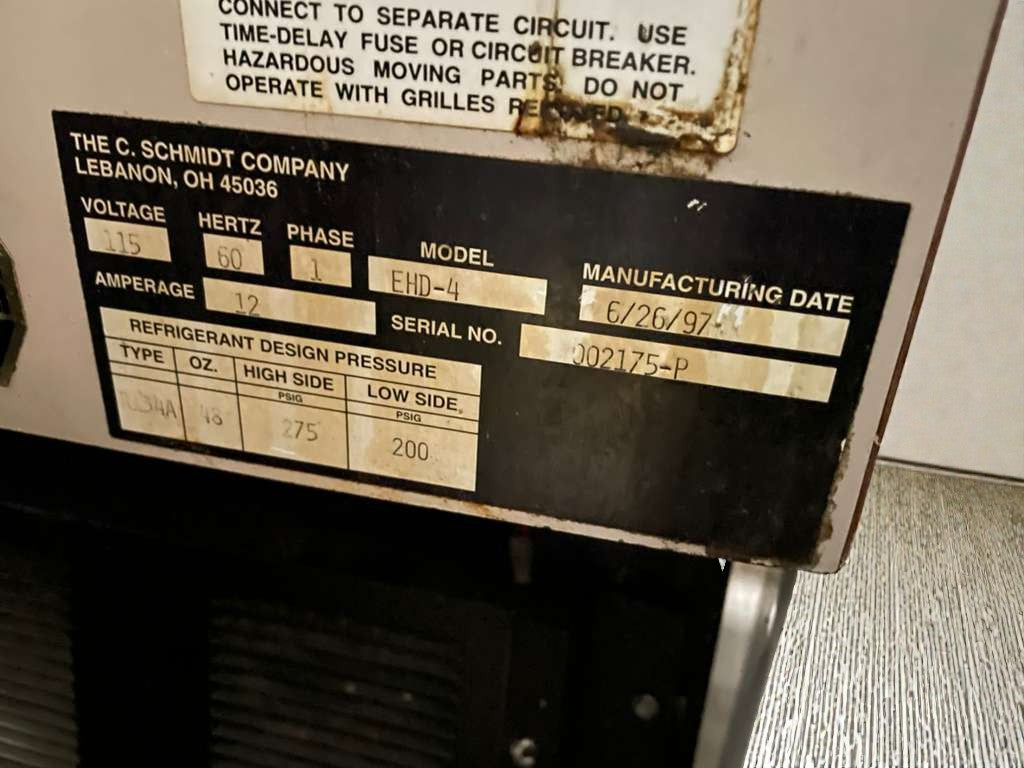 CONNECT TO SEPARATE CIRCUIT. USE
TIME-DELAY FUSE OR CIRCUIT BREAKER.
HAZARDOUS MOVING PARTS. DO NOT
OPERATE WITH GRILLES REMOVED.
THE C. SCHMIDT COMPANY
LEBANON, OH 45036
VOLTAGE HERTZ PHASE MODEL MANUFACTURING DATE
115 60 1 EHD-4 6/26/97
AMPERAGE 12 SERIAL NO. 002175-P
REFRIGERANT DESIGN PRESSURE
TYPE OZ. HIGH SIDE LOW SIDE
PSIG PSIG
48 275 200